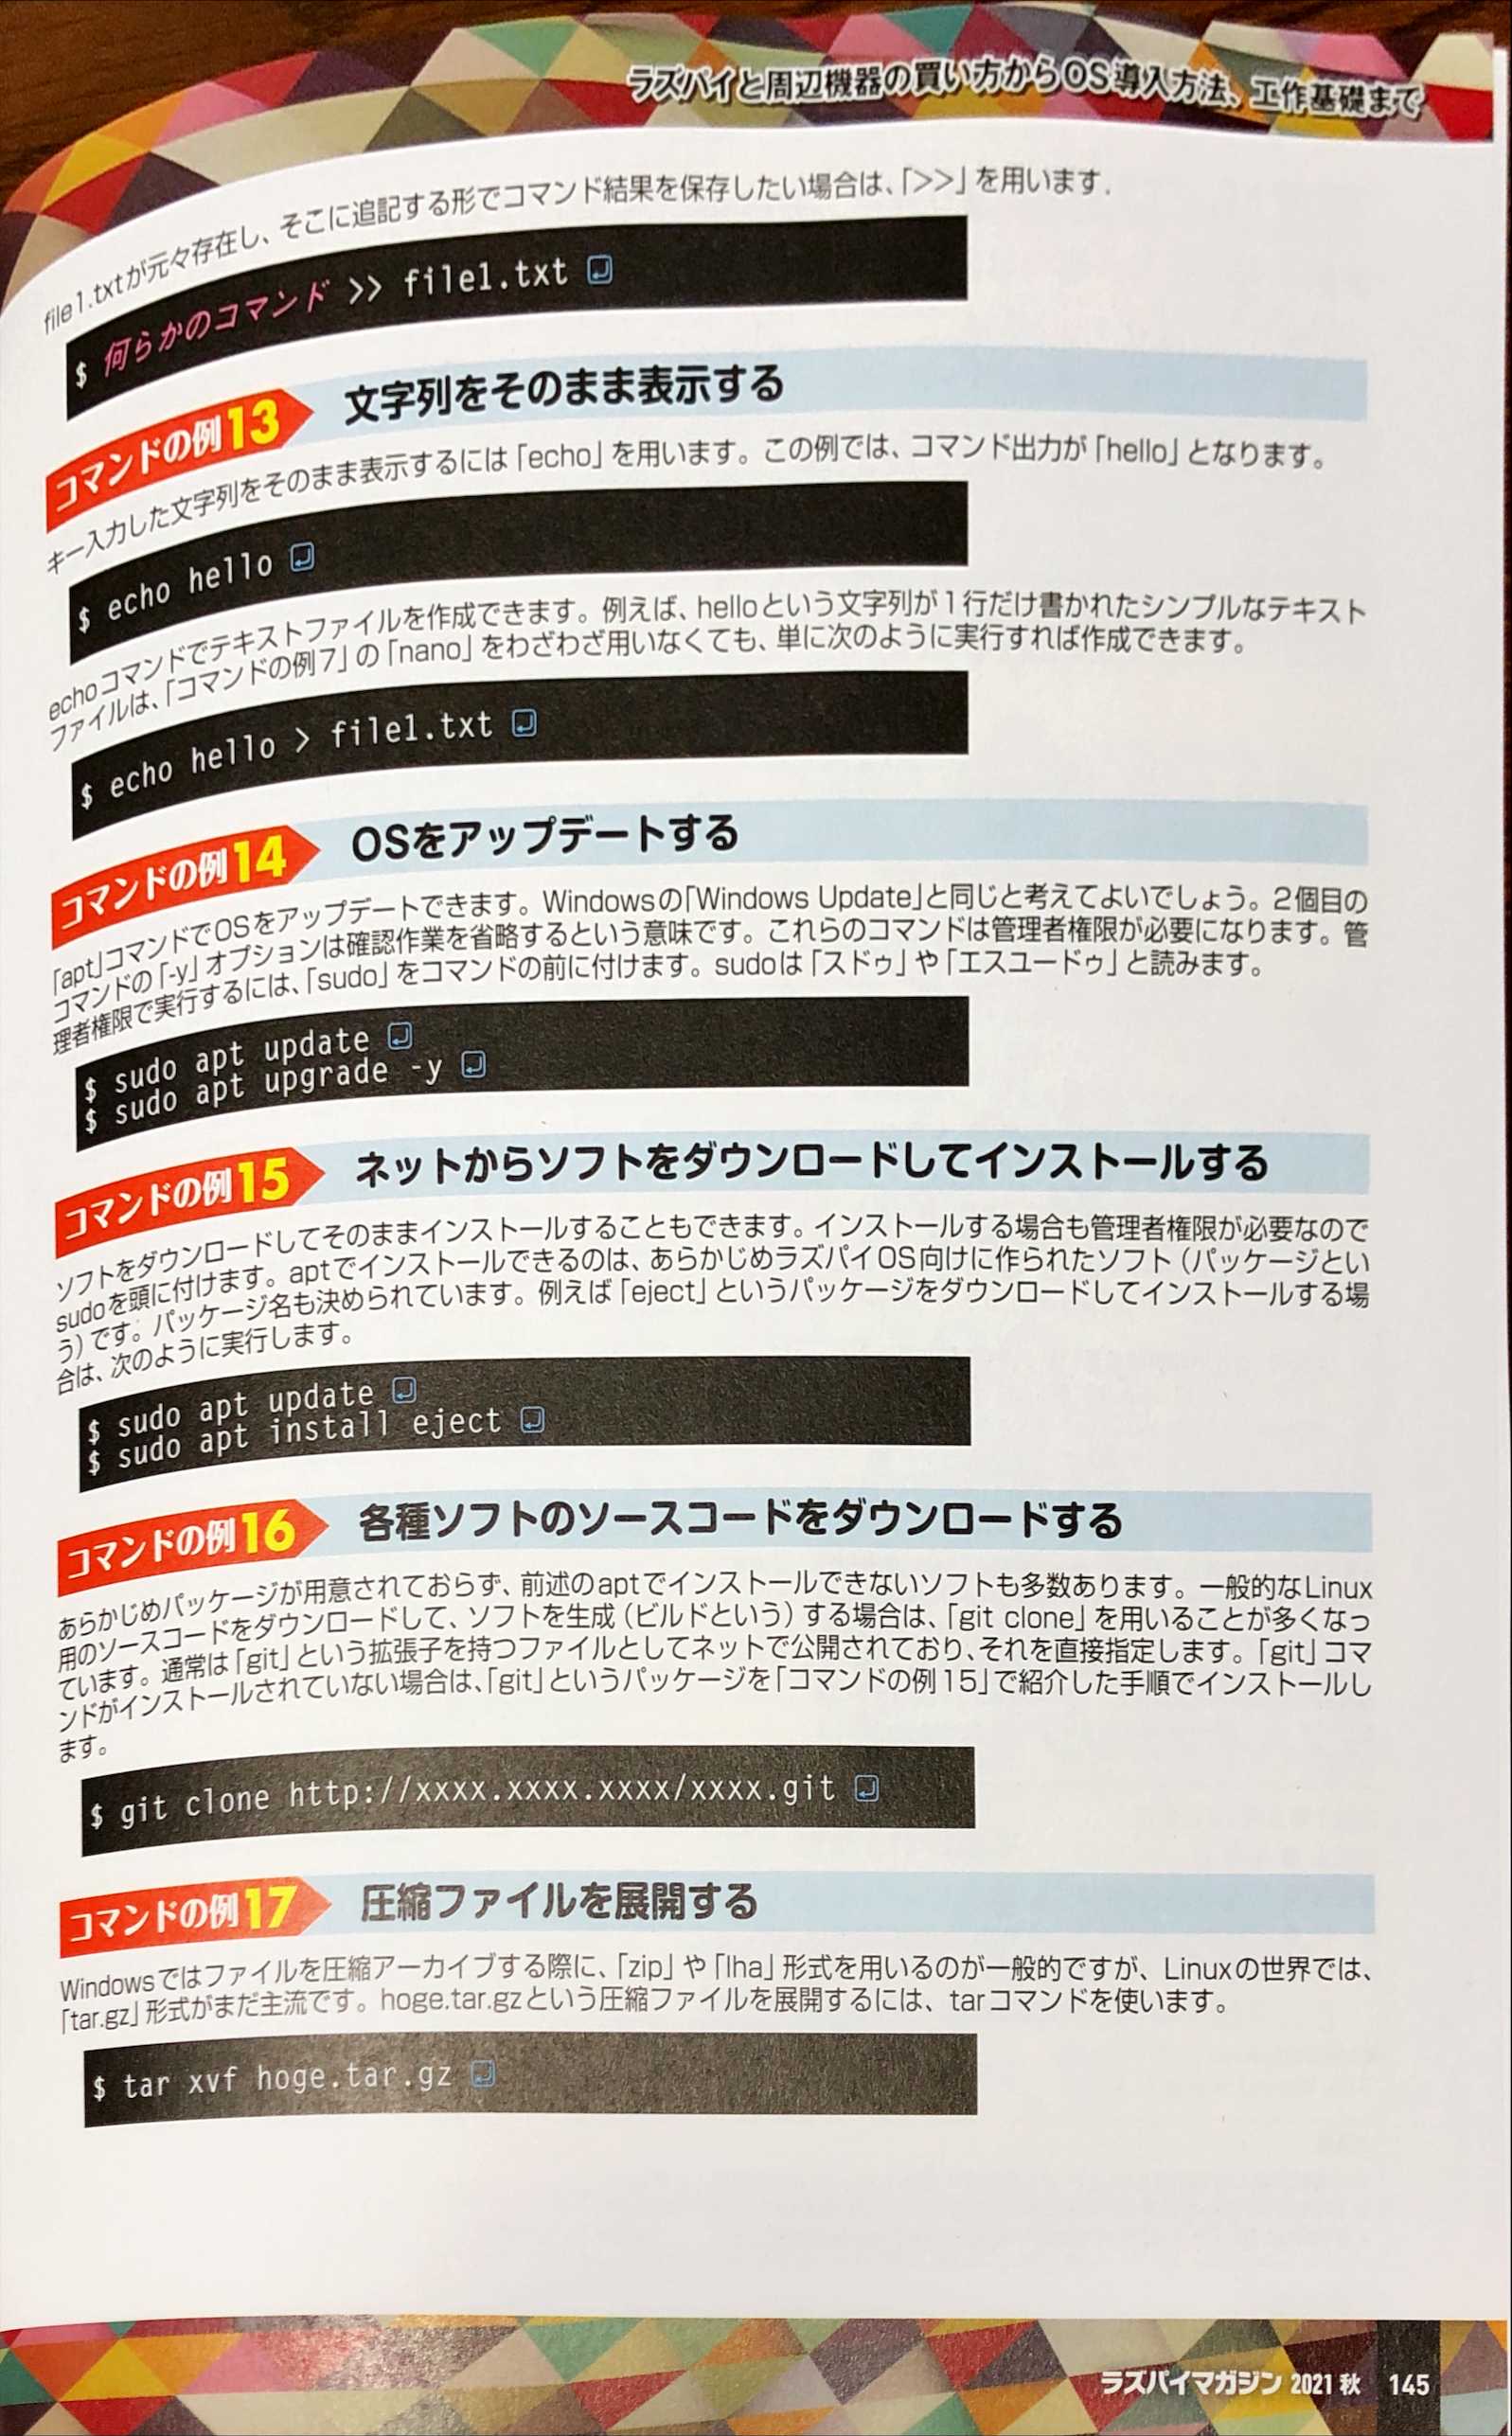 ラズパイと周辺機器の買い方からOS導入方法、工作基礎まで
file1.txtが元々存在し、そこに追記する形でコマンド結果を保存したい場合は、「>>」を用います.
$ 何らかのコマンド >> file1.txt
コマンドの例13 文字列をそのまま表示する
キー入力した文字列をそのまま表示するには「echo」を用います。この例では、コマンド出力が「hello」となります。
$ echo hello
echoコマンドでテキストファイルを作成できます。例えば、helloという文字列が1行だけ書かれたシンプルなテキスト
ファイルは、「コマンドの例7」の「nano」をわざわざ用いなくても、単に次のように実行すれば作成できます。
$ echo hello > file1.txt
コマンドの例14 OSをアップデートする
「apt」コマンドでOSをアップデートできます。Windowsの「Windows Update」と同じと考えてよいでしょう。2個目の
コマンドの「-y」オプションは確認作業を省略するという意味です。これらのコマンドは管理者権限が必要になります。管
理者権限で実行するには、「sudo」をコマンドの前に付けます。sudoは「スドゥ」や「エスユードゥ」と読みます。
$ sudo apt update
$ sudo apt upgrade -y
コマンドの例15 ネットからソフトをダウンロードしてインストールする
ソフトをダウンロードしてそのままインストールすることもできます。インストールする場合も管理者権限が必要なので
sudoを頭に付けます。aptでインストールできるのは、あらかじめラズパイOS向けに作られたソフト（パッケージとい
う）です。パッケージ名も決められています。例えば「eject」というパッケージをダウンロードしてインストールする場
合は、次のように実行します。
$ sudo apt update
$ sudo apt install eject
コマンドの例16 各種ソフトのソースコードをダウンロードする
あらかじめパッケージが用意されておらず、前述のaptでインストールできないソフトも多数あります。一般的なLinux
用のソースコードをダウンロードして、ソフトを生成（ビルドという）する場合は、「git clone」を用いることが多くなっ
ています。通常は「git」という拡張子を持つファイルとしてネットで公開されており、それを直接指定します。「git」コマ
ンドがインストールされていない場合は、「git」というパッケージを「コマンドの例15」で紹介した手順でインストールし
ます。
$ git clone http://xxxx.xxxx.xxxx/xxxx.git
コマンドの例17 圧縮ファイルを展開する
Windowsではファイルを圧縮アーカイブする際に、「zip」や「lha」形式を用いるのが一般的ですが、Linuxの世界では、
「tar.gz」形式がまだ主流です。hoge.tar.gzという圧縮ファイルを展開するには、tarコマンドを使います。
$ tar xvf hoge.tar.gz
ラズパイマガジン 2021 秋 145